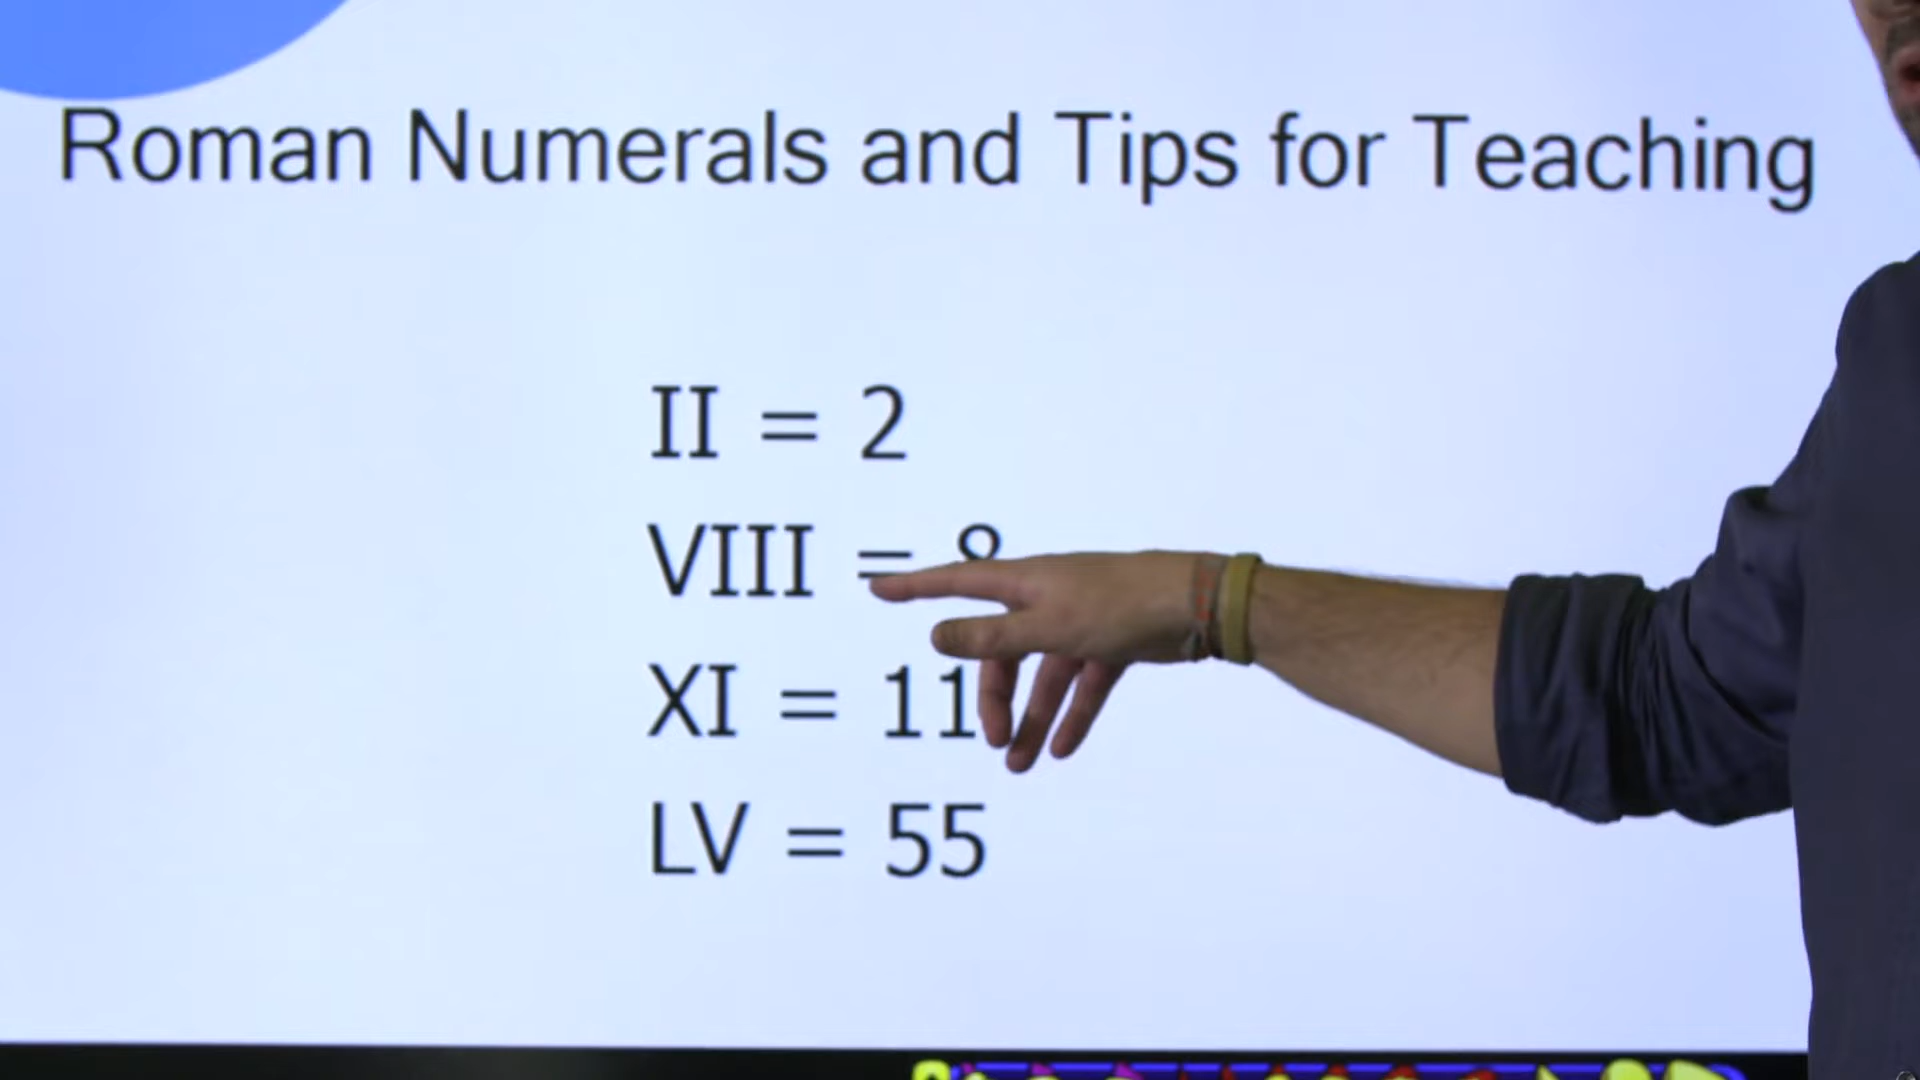 Roman Numerals and Tips for Teaching
II = 2
VIII = 8
XI = 11
LV = 55